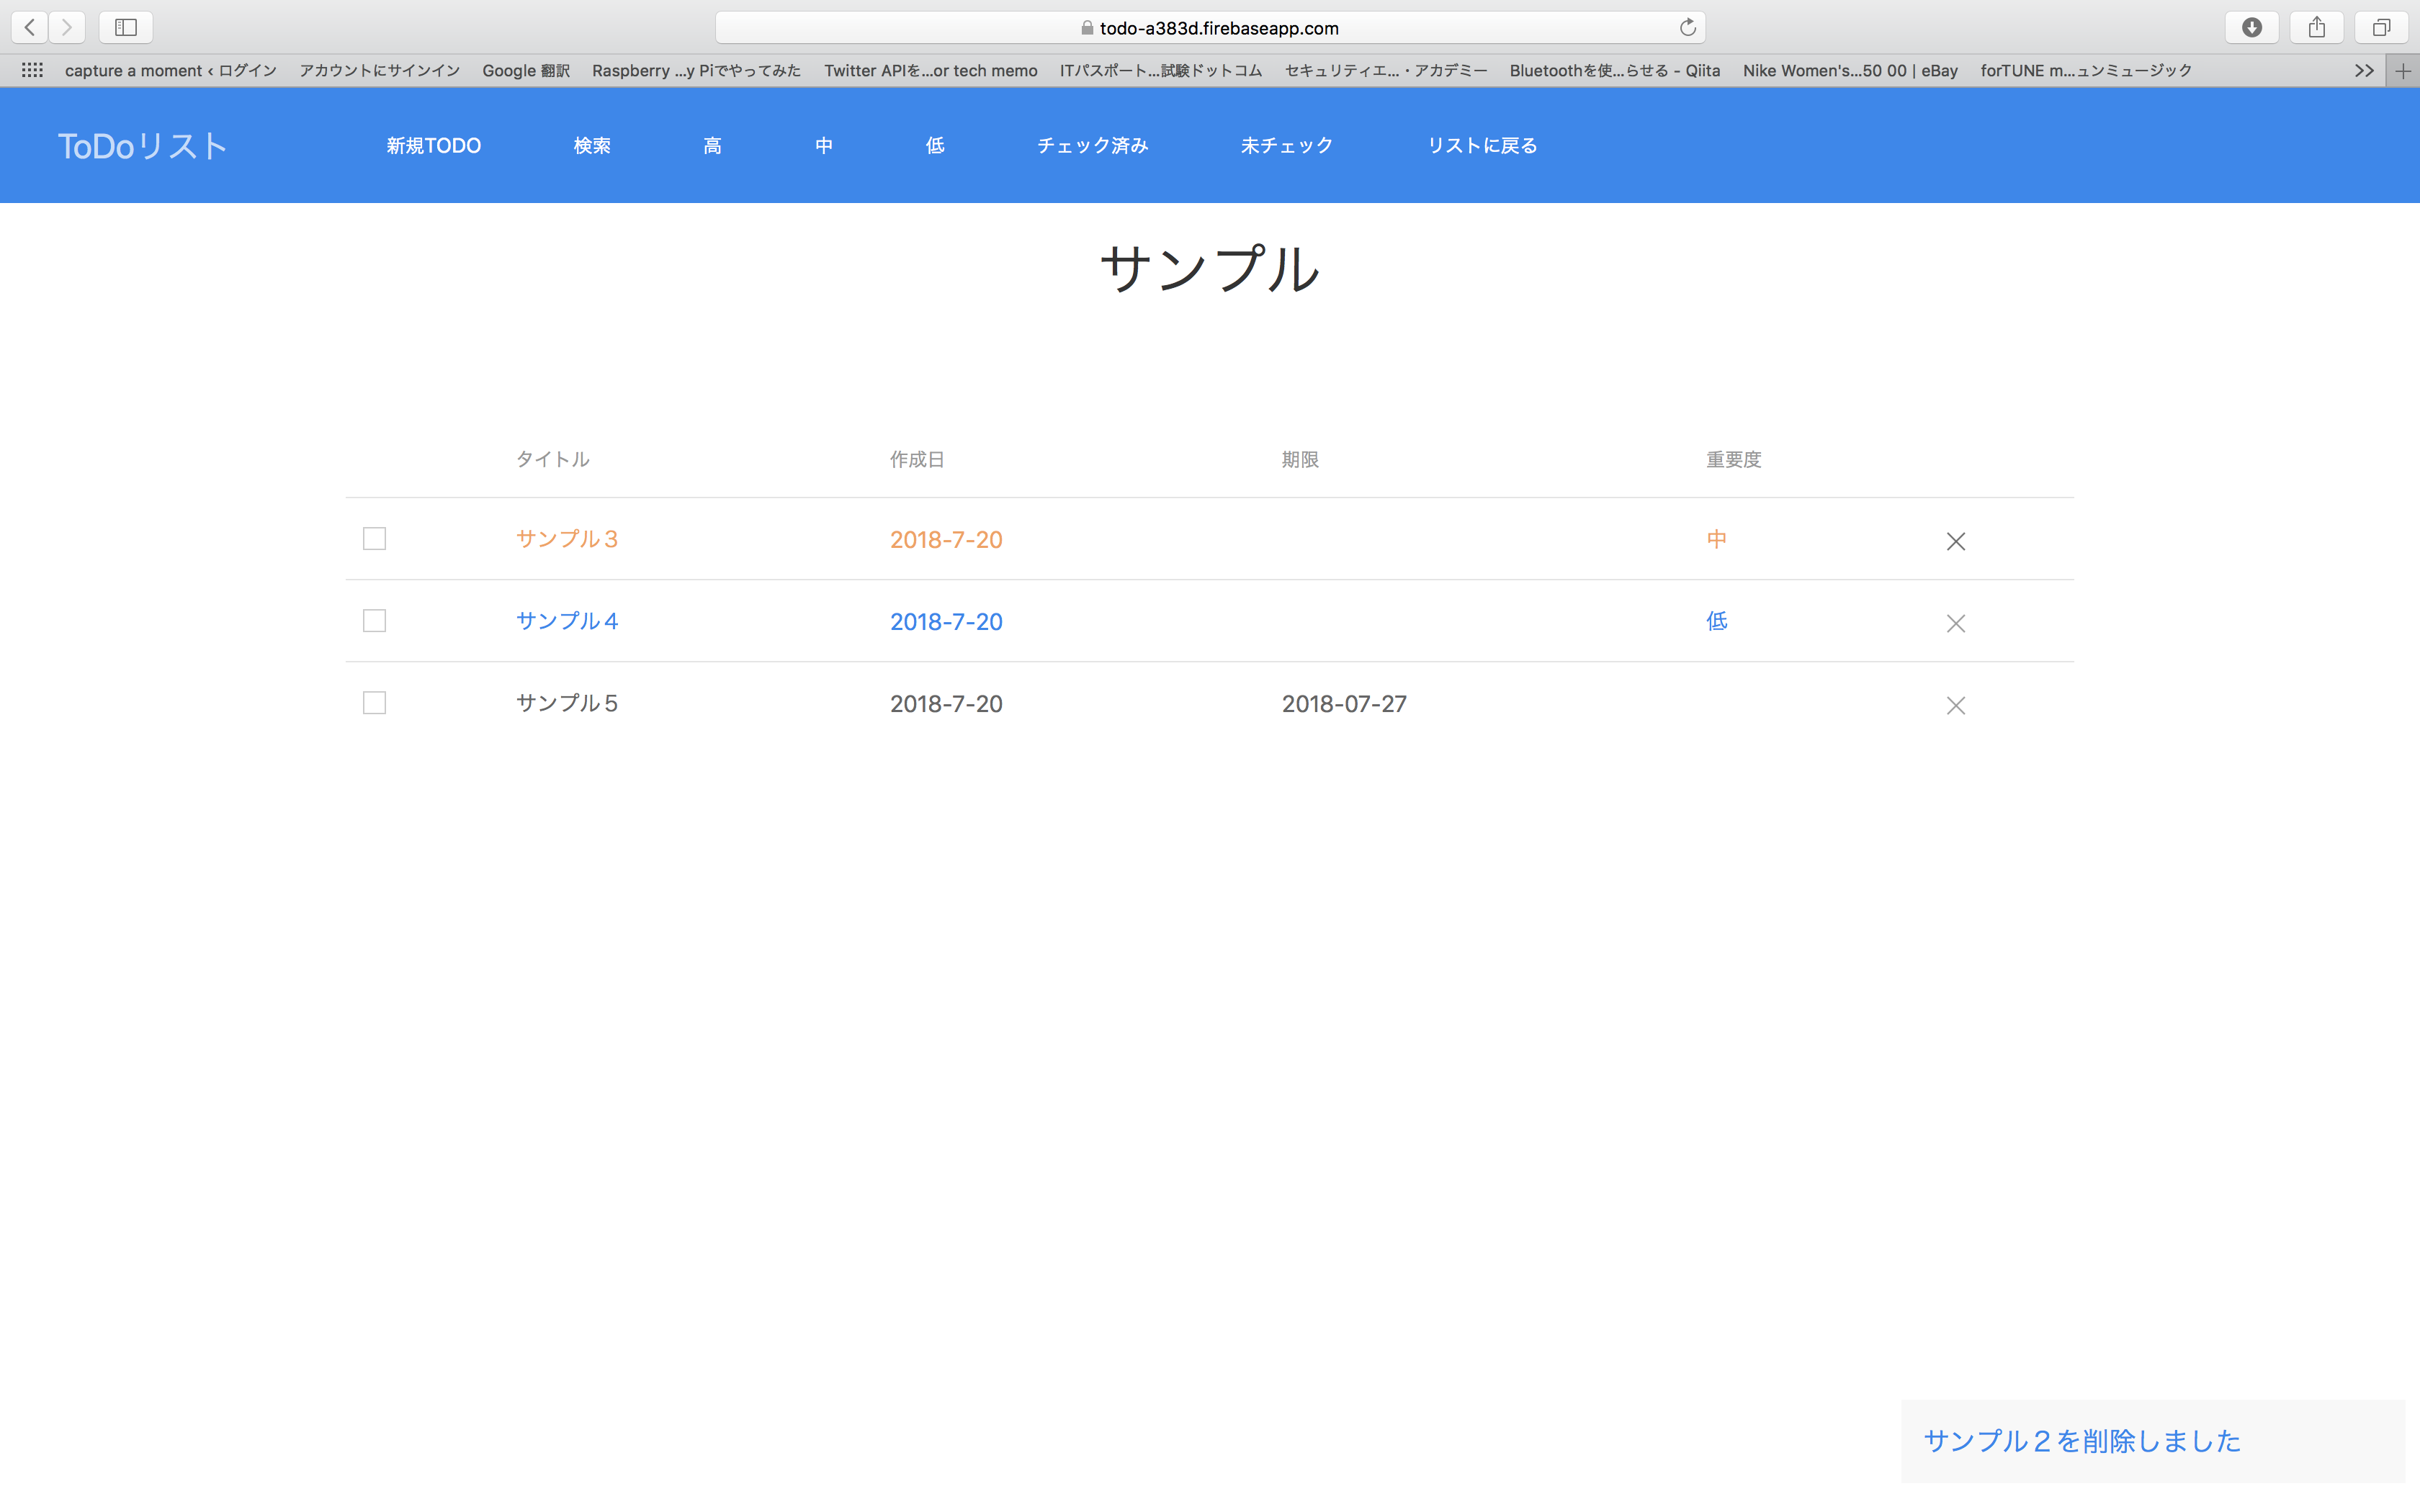 todo-a383d.firebaseapp.com
capture a moment ‹ ログイン アカウントにサインイン Google 翻訳 Raspberry ...y Piでやってみた Twitter APIを...or tech memo ITパスポート...試験ドットコム セキュリティエ...・アカデミー Bluetoothを使...らせる - Qiita Nike Women's...50 00 | eBay forTUNE m...ュンミュージック
ToDoリスト 新規TODO 検索 高 中 低 チェック済み 未チェック リストに戻る
サンプル
タイトル 作成日 期限 重要度
サンプル３ 2018-7-20 中
サンプル４ 2018-7-20 低
サンプル５ 2018-7-20 2018-07-27
サンプル２を削除しました